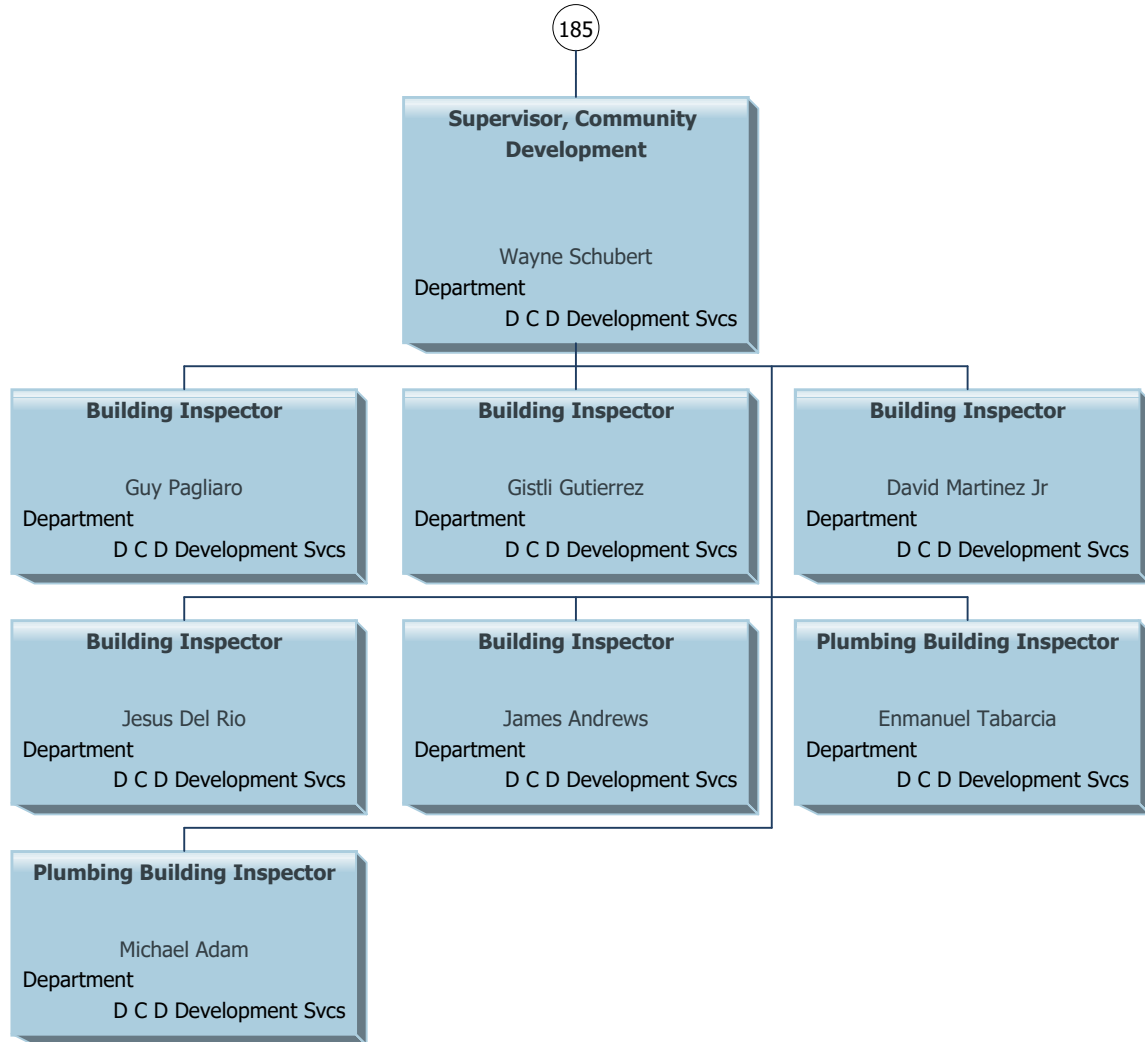 185
Supervisor, Community
Development
Wayne Schubert
Department
D C D Development Svcs
Building Inspector
Guy Pagliaro
Department
D C D Development Svcs
Building Inspector
Gistli Gutierrez
Department
D C D Development Svcs
Building Inspector
David Martinez Jr
Department
D C D Development Svcs
Building Inspector
Jesus Del Rio
Department
D C D Development Svcs
Building Inspector
James Andrews
Department
D C D Development Svcs
Plumbing Building Inspector
Enmanuel Tabarcia
Department
D C D Development Svcs
Plumbing Building Inspector
Michael Adam
Department
D C D Development Svcs